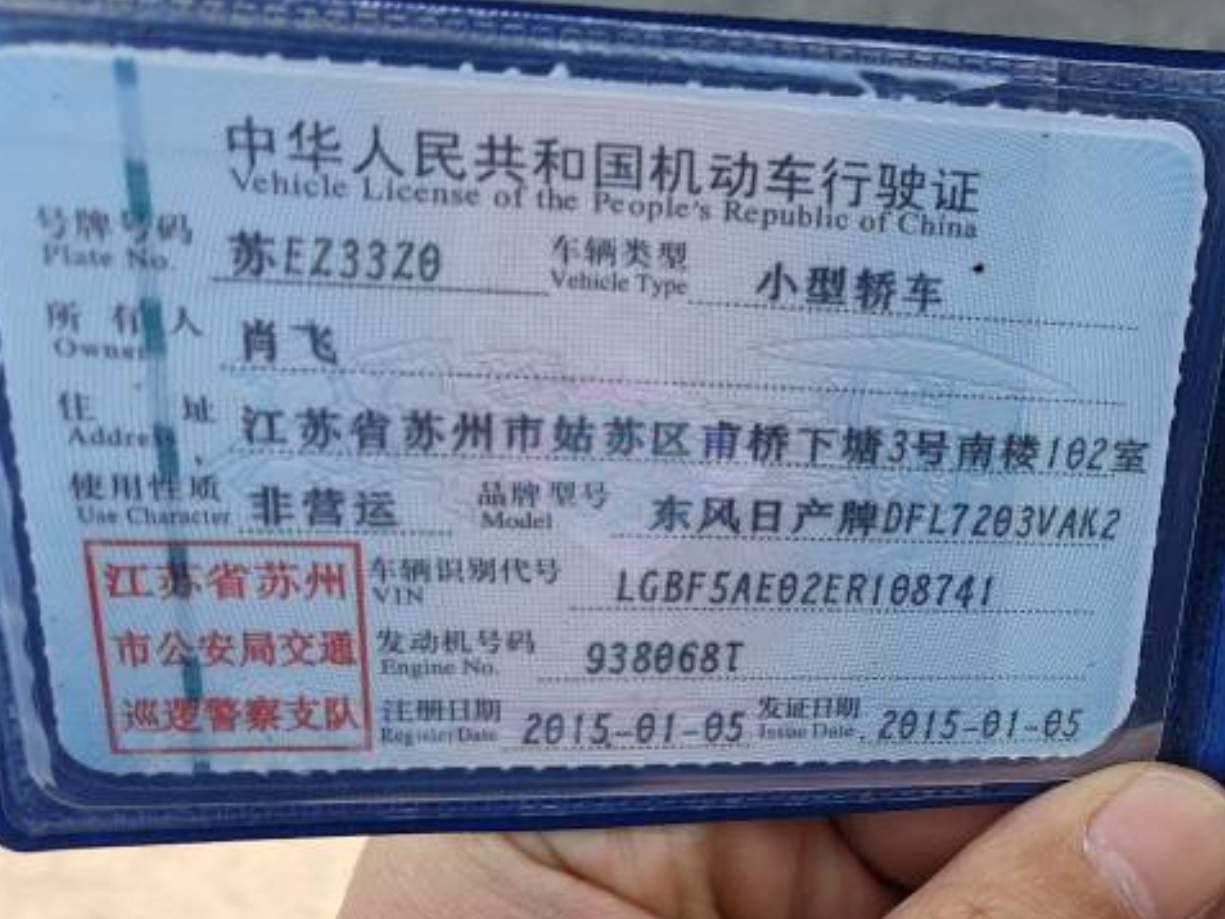 中华人民共和国机动车行驶证
Vehicle License of the People's Republic of China
号牌号码 苏EZ33Z0 车辆类型 小型轿车
Plate No. Vehicle Type
所有人 肖飞
Owner
住址 江苏省苏州市姑苏区甫桥下塘3号南楼102室
Address
使用性质 非营运 品牌型号 东风日产牌DFL7203VAK2
Use Character Model
江苏省苏州
市公安局交通
巡逻警察支队
车辆识别代号 LGBF5AE02ER108741
VIN
发动机号码 938068T
Engine No.
注册日期 2015-01-05 发证日期 2015-01-05
Register Date Issue Date